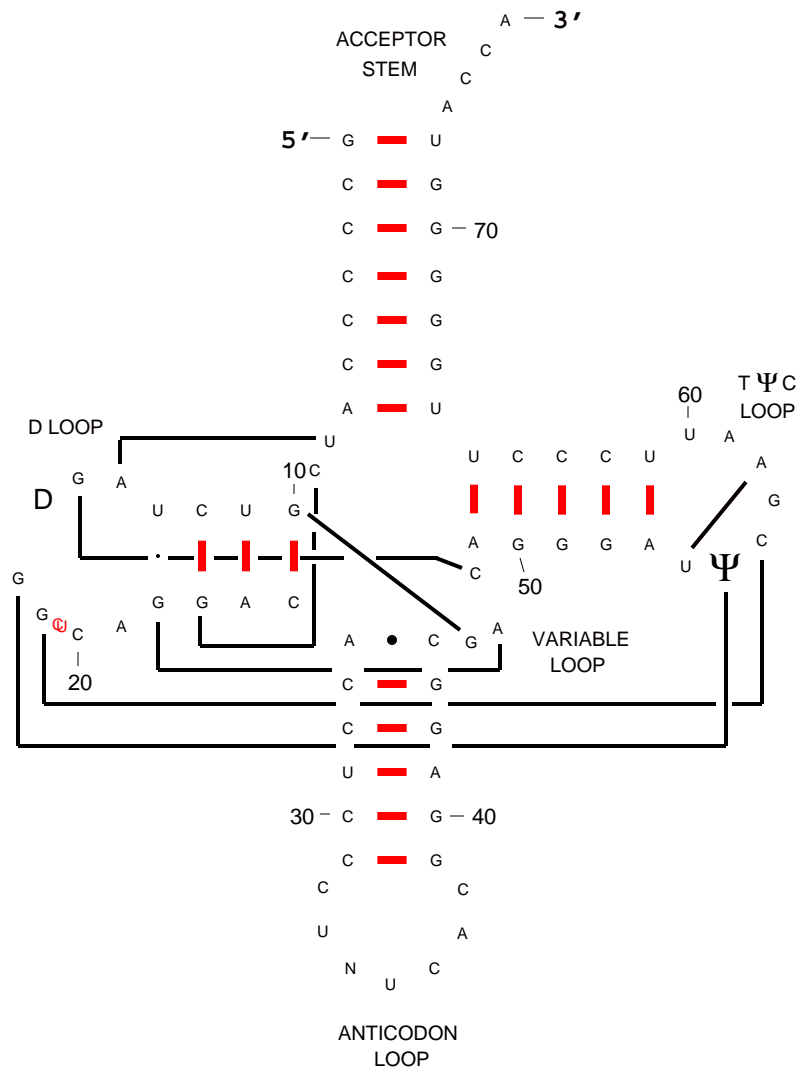 A — 3′
C
ACCEPTOR
STEM
C
A
5′ — G U
C G
C G — 70
C G
C G
C G
A U
T Ψ C
LOOP
60
D LOOP
U
U A
U C C C U
A
10 C
G A
D
U C U G
G
A G G G A
C
U Ψ
C 50
G
G G A C
G C U C A
A • C G A
VARIABLE
LOOP
20
C G
C G
U A
30 — C G — 40
C G
C C
U A
N C
U
ANTICODON
LOOP